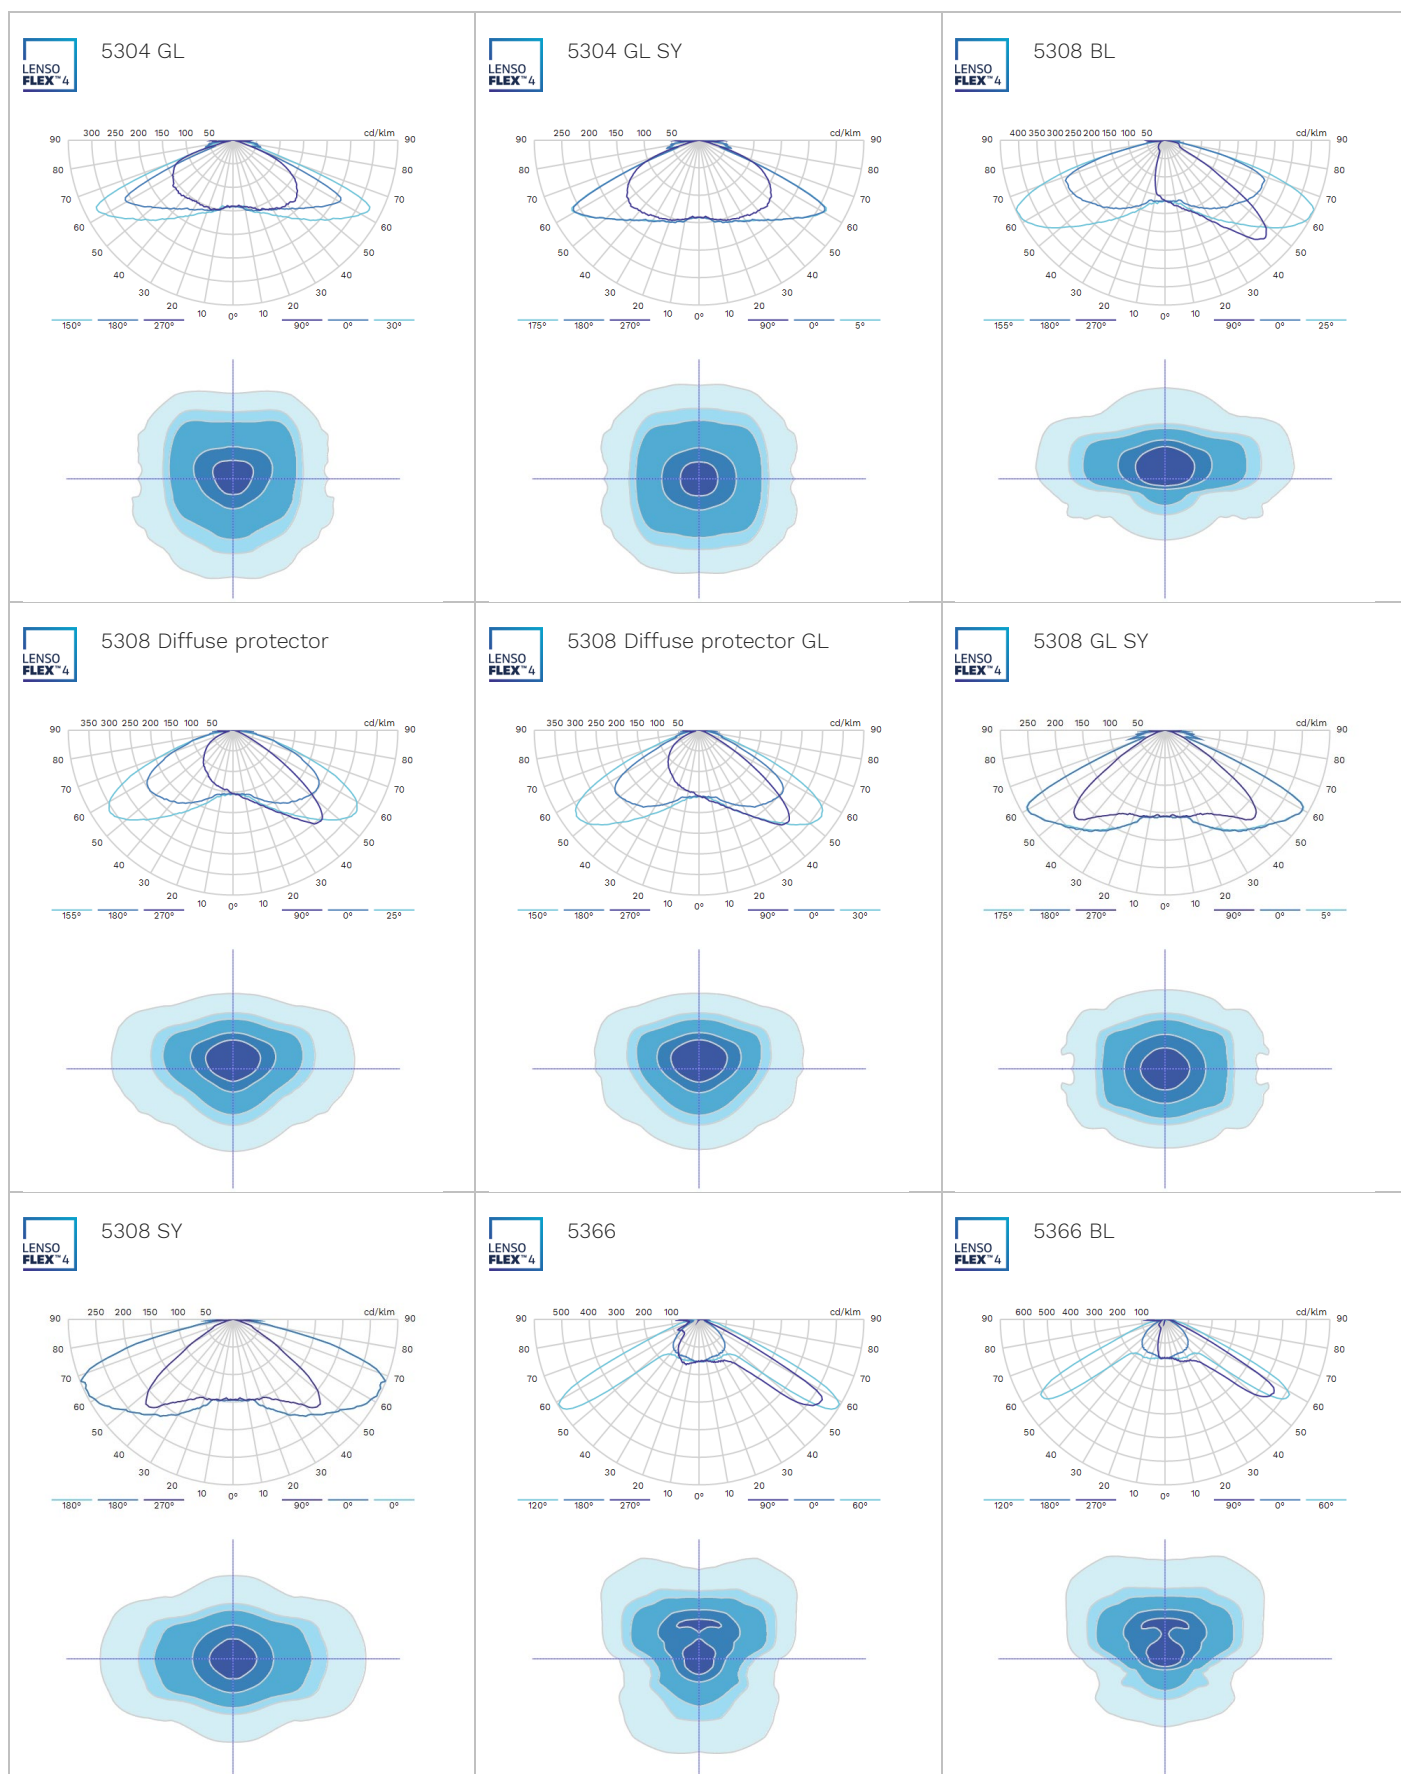 LENSO
FLEX™4
5304 GL
90 300 250 200 150 100 50 cd/klm 90
80 80
70 70
60 60
50 50
40 40
30 30
20 20
10 0° 10
150° 180° 270° 90° 0° 30°
LENSO
FLEX™4
5304 GL SY
90 250 200 150 100 50 cd/klm 90
80 80
70 70
60 60
50 50
40 40
30 30
20 20
10 0° 10
175° 180° 270° 90° 0° 5°
LENSO
FLEX™4
5308 BL
90 400 350 300 250 200 150 100 50 cd/klm 90
80 80
70 70
60 60
50 50
40 40
30 30
20 20
10 0° 10
155° 180° 270° 90° 0° 25°
LENSO
FLEX™4
5308 Diffuse protector
90 350 300 250 200 150 100 50 cd/klm 90
80 80
70 70
60 60
50 50
40 40
30 30
20 20
10 0° 10
155° 180° 270° 90° 0° 25°
LENSO
FLEX™4
5308 Diffuse protector GL
90 350 300 250 200 150 100 50 cd/klm 90
80 80
70 70
60 60
50 50
40 40
30 30
20 20
10 0° 10
150° 180° 270° 90° 0° 30°
LENSO
FLEX™4
5308 GL SY
90 250 200 150 100 50 cd/klm 90
80 80
70 70
60 60
50 50
40 40
30 30
20 20
10 0° 10
175° 180° 270° 90° 0° 5°
LENSO
FLEX™4
5308 SY
90 250 200 150 100 50 cd/klm 90
80 80
70 70
60 60
50 50
40 40
30 30
20 20
10 0° 10
180° 180° 270° 90° 0° 0°
LENSO
FLEX™4
5366
90 500 400 300 200 100 cd/klm 90
80 80
70 70
60 60
50 50
40 40
30 30
20 20
10 0° 10
120° 180° 270° 90° 0° 60°
LENSO
FLEX™4
5366 BL
90 600 500 400 300 200 100 cd/klm 90
80 80
70 70
60 60
50 50
40 40
30 30
20 20
10 0° 10
120° 180° 270° 90° 0° 60°